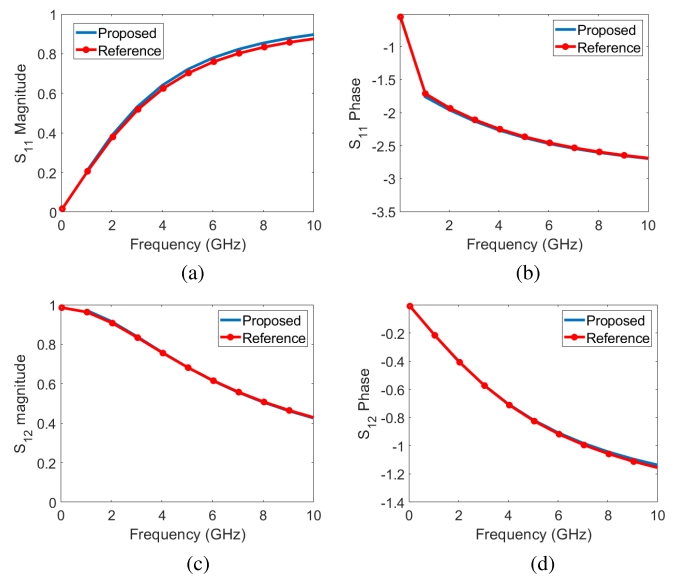 Proposed
Reference
S11 Magnitude
1
0.8
0.6
0.4
0.2
0
0 2 4 6 8 10
Frequency (GHz)
(a)
Proposed
Reference
S11 Phase
-1
-1.5
-2
-2.5
-3
-3.5
0 2 4 6 8 10
Frequency (GHz)
(b)
Proposed
Reference
S12 magnitude
1
0.8
0.6
0.4
0.2
0
0 2 4 6 8 10
Frequency (GHz)
(c)
Proposed
Reference
S12 Phase
-0.2
-0.4
-0.6
-0.8
-1
-1.2
-1.4
0 2 4 6 8 10
Frequency (GHz)
(d)